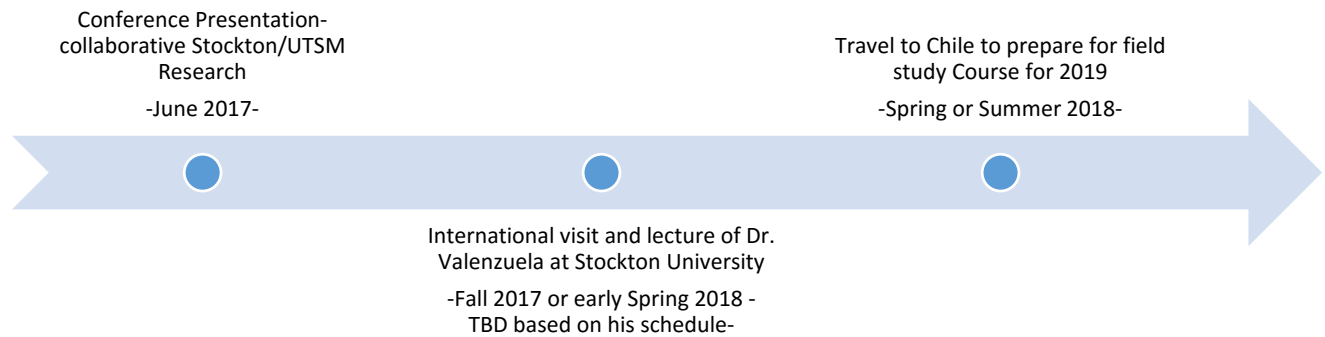 Conference Presentation-
collaborative Stockton/UTSM
Research
-June 2017-
International visit and lecture of Dr.
Valenzuela at Stockton University
-Fall 2017 or early Spring 2018 -
TBD based on his schedule-
Travel to Chile to prepare for field
study Course for 2019
-Spring or Summer 2018-